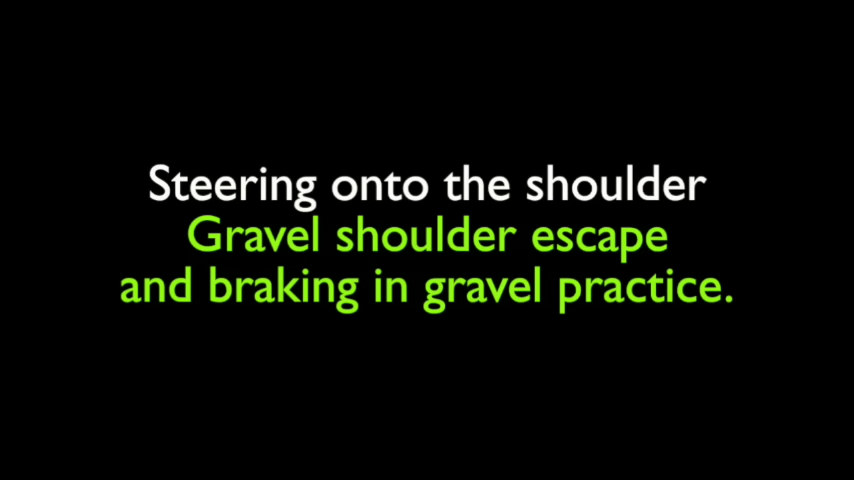 Steering onto the shoulder
Gravel shoulder escape
and braking in gravel practice.